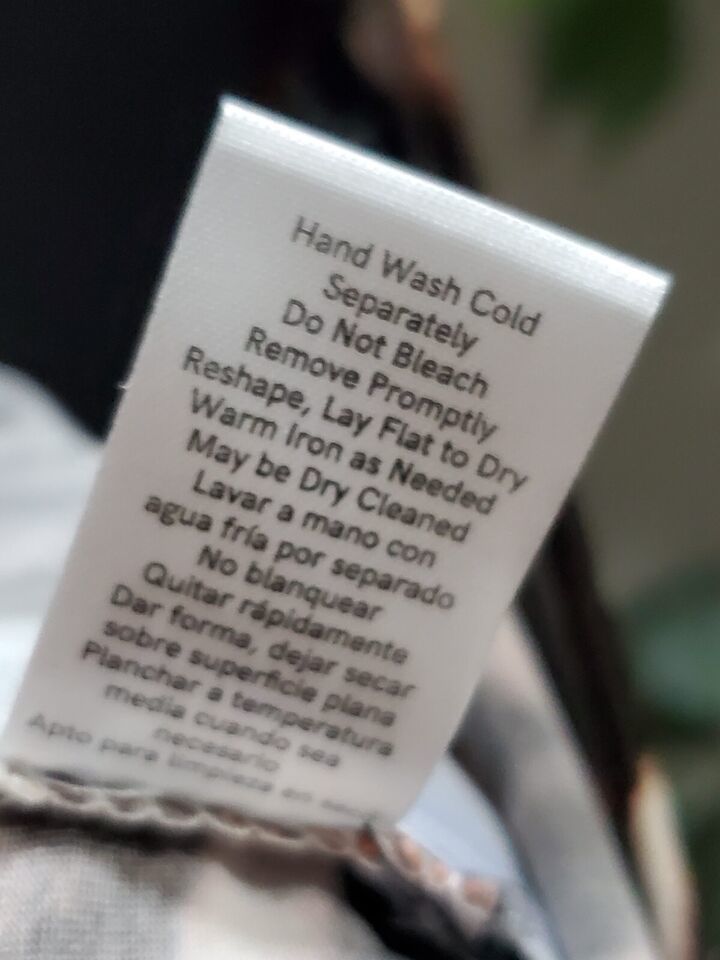 Hand Wash Cold
Separately
Do Not Bleach
Remove Promptly
Reshape, Lay Flat to Dry
Warm Iron as Needed
May be Dry Cleaned
Lavar a mano con
agua fría por separado
No blanquear
Quitar rápidamente
Dar forma, dejar secar
sobre superficie plana
Planchar a temperatura
media cuando sea
necesario
Apto para limpieza en